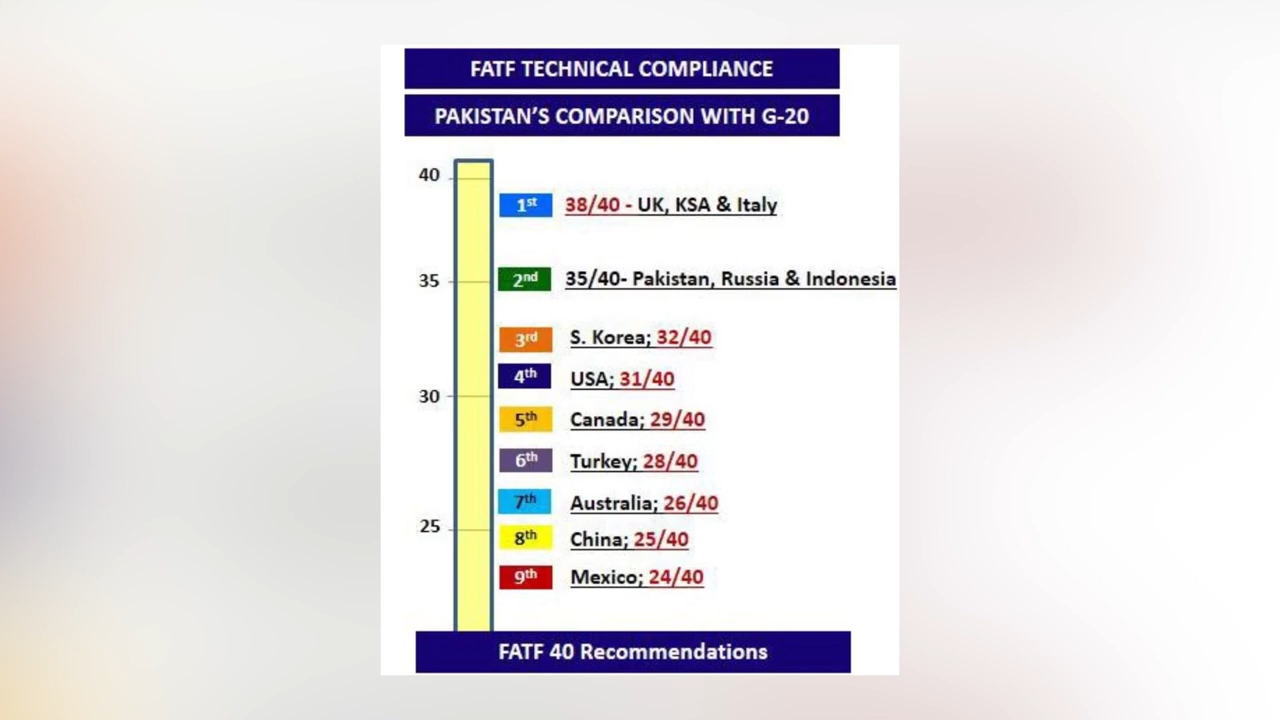 FATF TECHNICAL COMPLIANCE
PAKISTAN'S COMPARISON WITH G-20
40
1st 38/40 - UK, KSA & Italy
35 2nd 35/40- Pakistan, Russia & Indonesia
3rd S. Korea; 32/40
4th USA; 31/40
30
5th Canada; 29/40
6th Turkey; 28/40
7th Australia; 26/40
25
8th China; 25/40
9th Mexico; 24/40
FATF 40 Recommendations